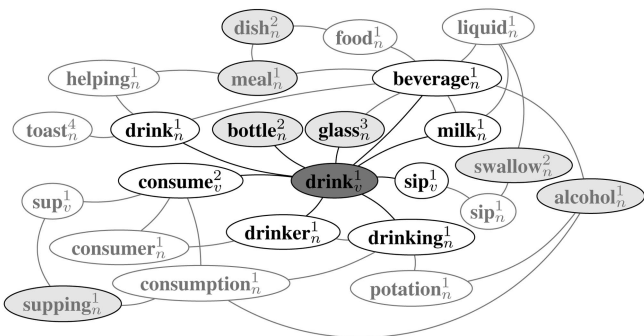 dish²ₙ
food¹ₙ
liquid¹ₙ
helping¹ₙ
meal¹ₙ
beverage¹ₙ
toast⁴ₙ
drink¹ₙ
bottle²ₙ
glass³ₙ
milk¹ₙ
consume²ᵥ
drink¹ᵥ
sip¹ᵥ
swallow²ₙ
sup¹ᵥ
sip¹ₙ
alcohol¹ₙ
consumer¹ₙ
drinker¹ₙ
drinking¹ₙ
supping¹ₙ
consumption¹ₙ
potation¹ₙ